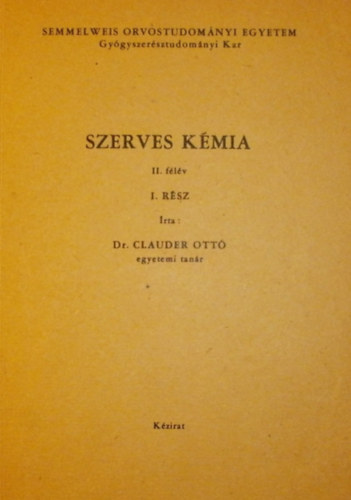 SEMMELWEIS ORVOSTUDOMÁNYI EGYETEM
Gyógyszerésztudományi Kar
SZERVES KÉMIA
II. félév
I. RÉSZ
Írta:
Dr. CLAUDER OTTÓ
egyetemi tanár
Kézirat